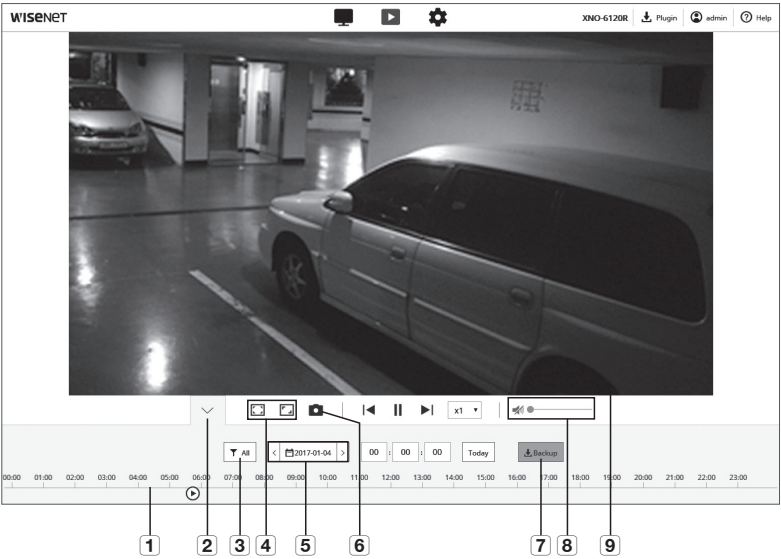 WISENET
XNO-6120R Plugin admin Help
x1
All 2017-01-04 00 : 00 : 00 Today Backup
00:00 01:00 02:00 03:00 04:00 05:00 06:00 07:00 08:00 09:00 10:00 11:00 12:00 13:00 14:00 15:00 16:00 17:00 18:00 19:00 20:00 21:00 22:00 23:00
1 2 3 4 5 6 7 8 9